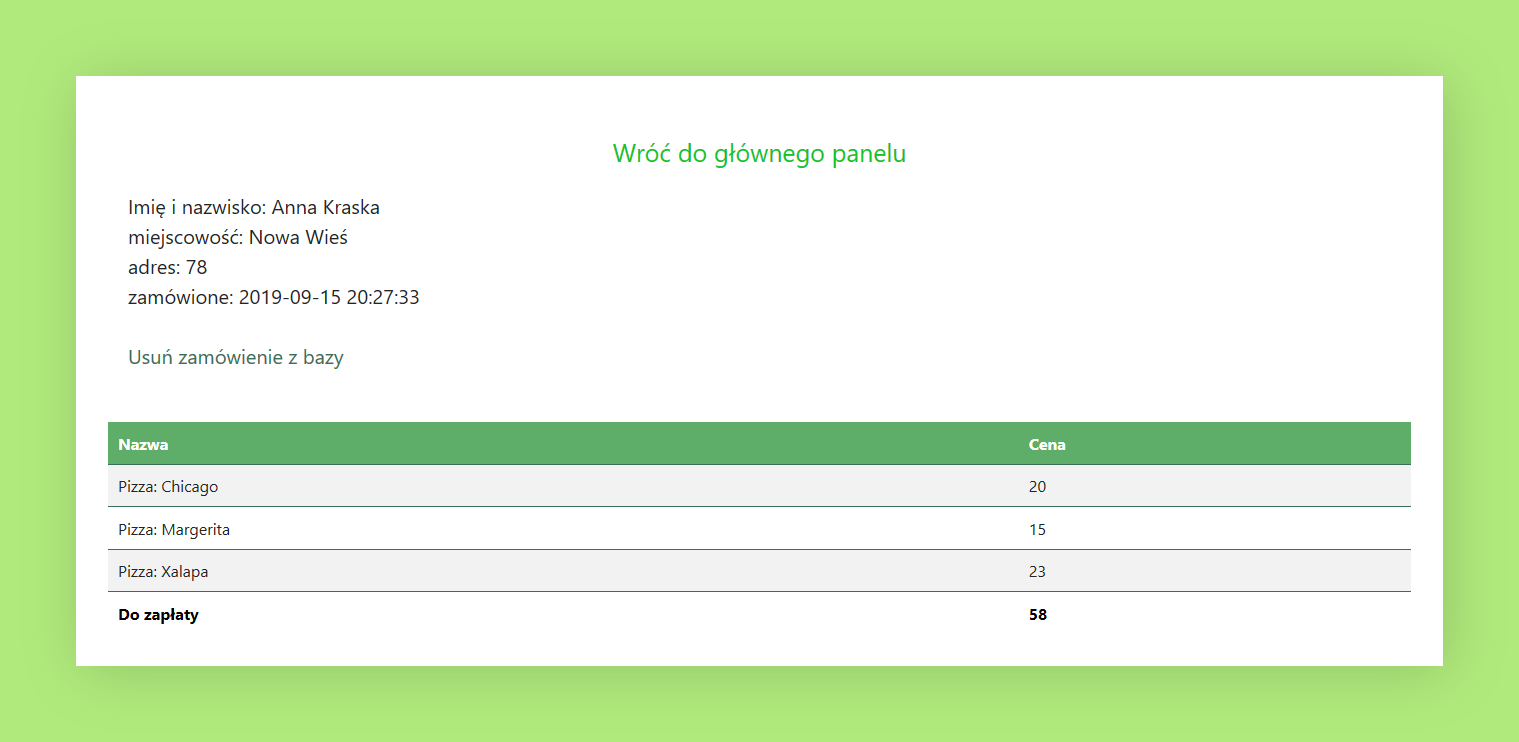 Wróć do głównego panelu
Imię i nazwisko: Anna Kraska
miejscowość: Nowa Wieś
adres: 78
zamówione: 2019-09-15 20:27:33
Usuń zamówienie z bazy
Nazwa Cena
Pizza: Chicago 20
Pizza: Margerita 15
Pizza: Xalapa 23
Do zapłaty 58